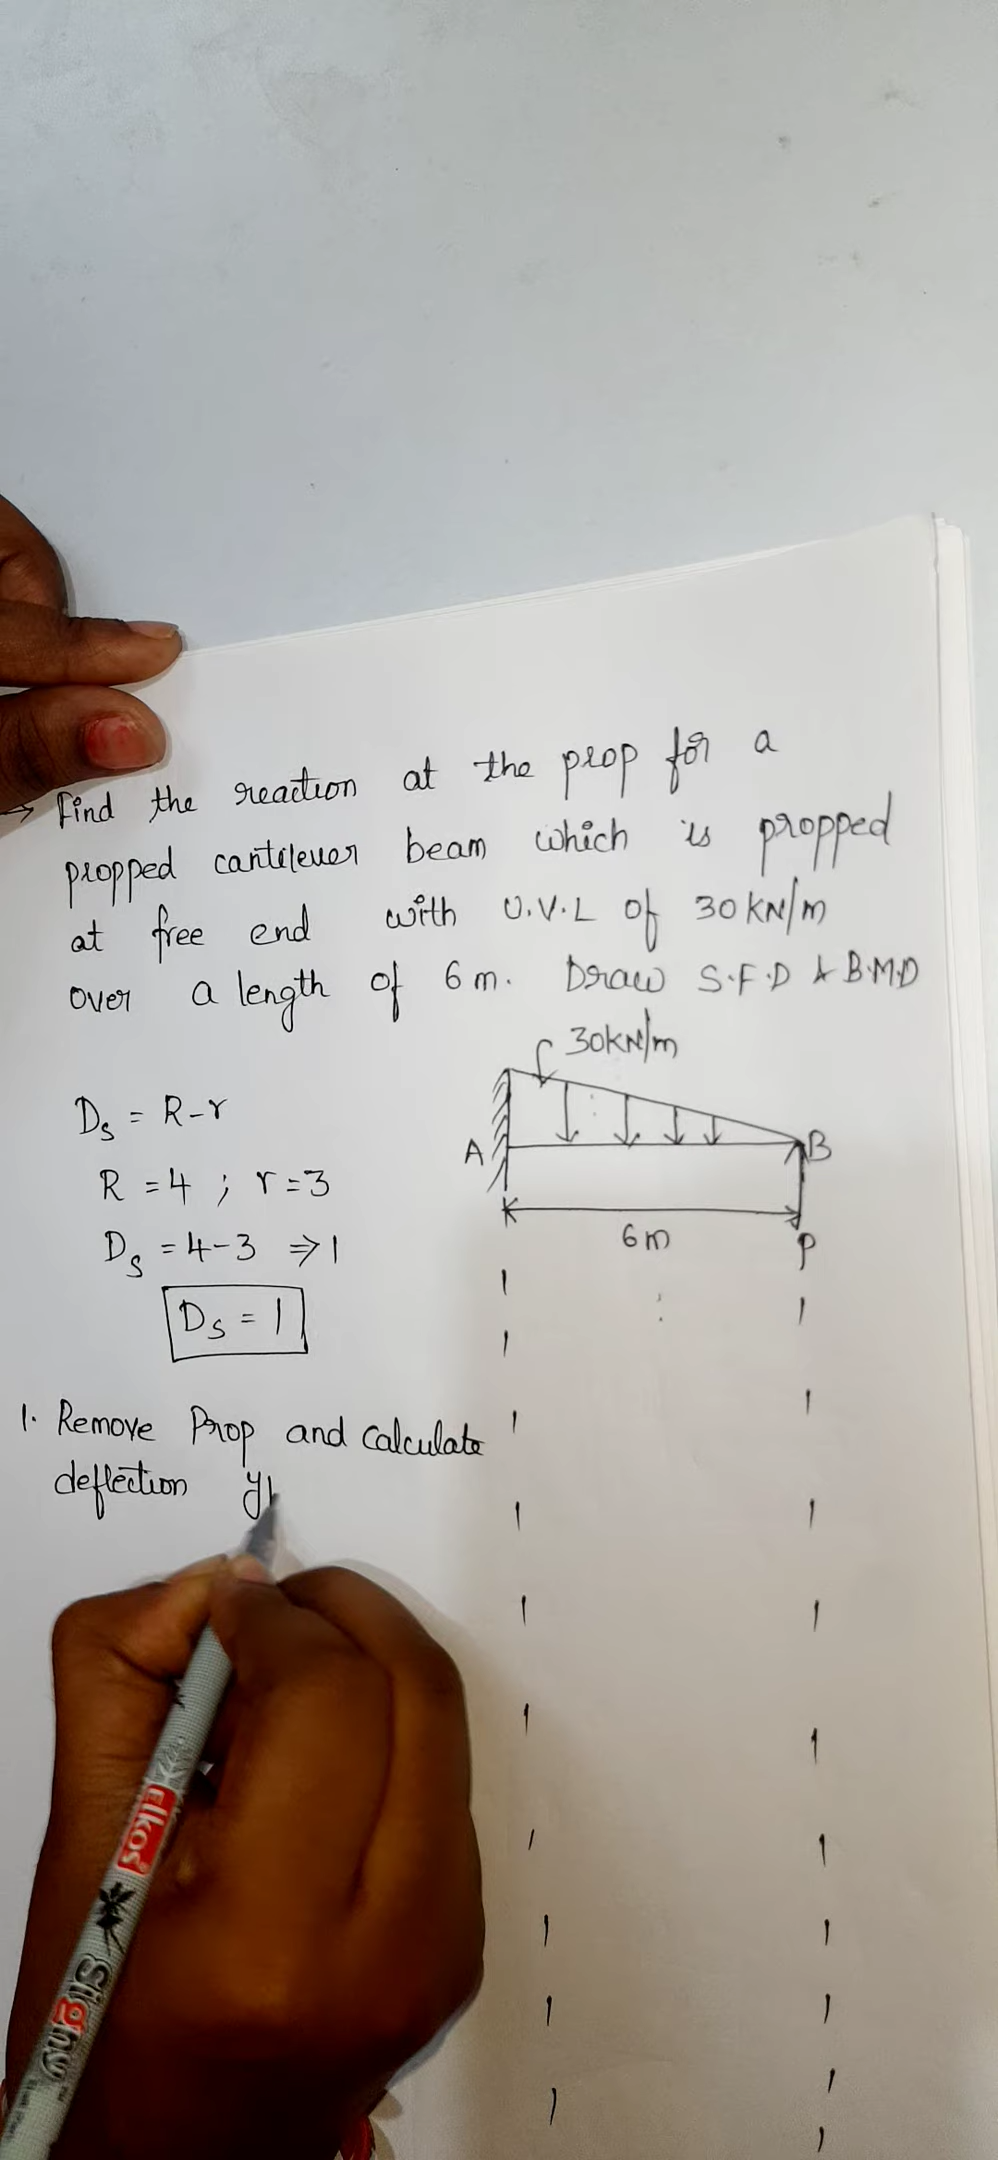 → Find the reaction at the prop for a
propped cantilever beam which is propped
at free end with U.V.L of 30 KN/m
over a length of 6 m. Draw S.F.D & B.M.D
30KN/m
A
B
6m
P
Ds = R-r
R = 4 ; r = 3
Ds = 4-3 ⇒ 1
Ds = 1
1. Remove Prop and calculate
deflection y1
Elkos
Signy